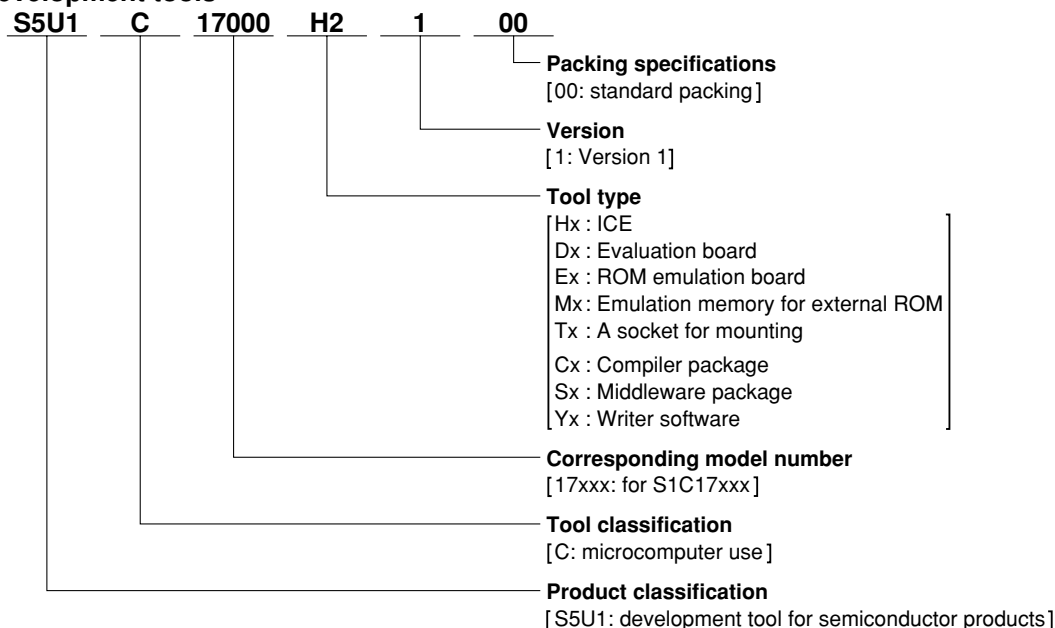 S5U1 C 17000 H2 1 00
Packing specifications
[00: standard packing]
Version
[1: Version 1]
Tool type
Hx : ICE
Dx : Evaluation board
Ex : ROM emulation board
Mx : Emulation memory for external ROM
Tx : A socket for mounting
Cx : Compiler package
Sx : Middleware package
Yx : Writer software
Corresponding model number
[17xxx: for S1C17xxx]
Tool classification
[C: microcomputer use]
Product classification
[S5U1: development tool for semiconductor products]